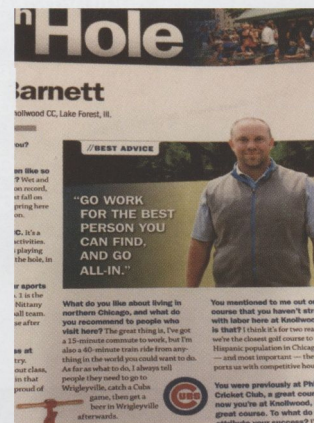 Hole
Barnett
nollwood CC, Lake Forest, Ill.
you?
en like so
? Wet and
on record,
t fall on
pring here
on.
C. It's a
activities.
playing
the hole, in
r sports
. 1 is the
Nittany
ball team.
se after
se at
try.
out class,
in that
proud of
//BEST ADVICE
"GO WORK
FOR THE BEST
PERSON YOU
CAN FIND,
AND GO
ALL-IN."
What do you like about living in
northern Chicago, and what do
you recommend to people who
visit here? The great thing is, I've got
a 15-minute commute to work, but I'm
also a 40-minute train ride from any-
thing in the world you could want to do.
As far as what to do, I always tell
people they need to go to
Wrigleyville, catch a Cubs
game, then get a
beer in Wrigleyville
afterwards.
CUBS
You mentioned to me out o
course that you haven't str
with labor here at Knollwo
is that? I think it's for two rea
we're the closest golf course to
Hispanic population in Chicag
— and most important — the
ports us with competitive hou
You were previously at Ph
Cricket Club, a great cour
now you're at Knollwood,
great course. To what do